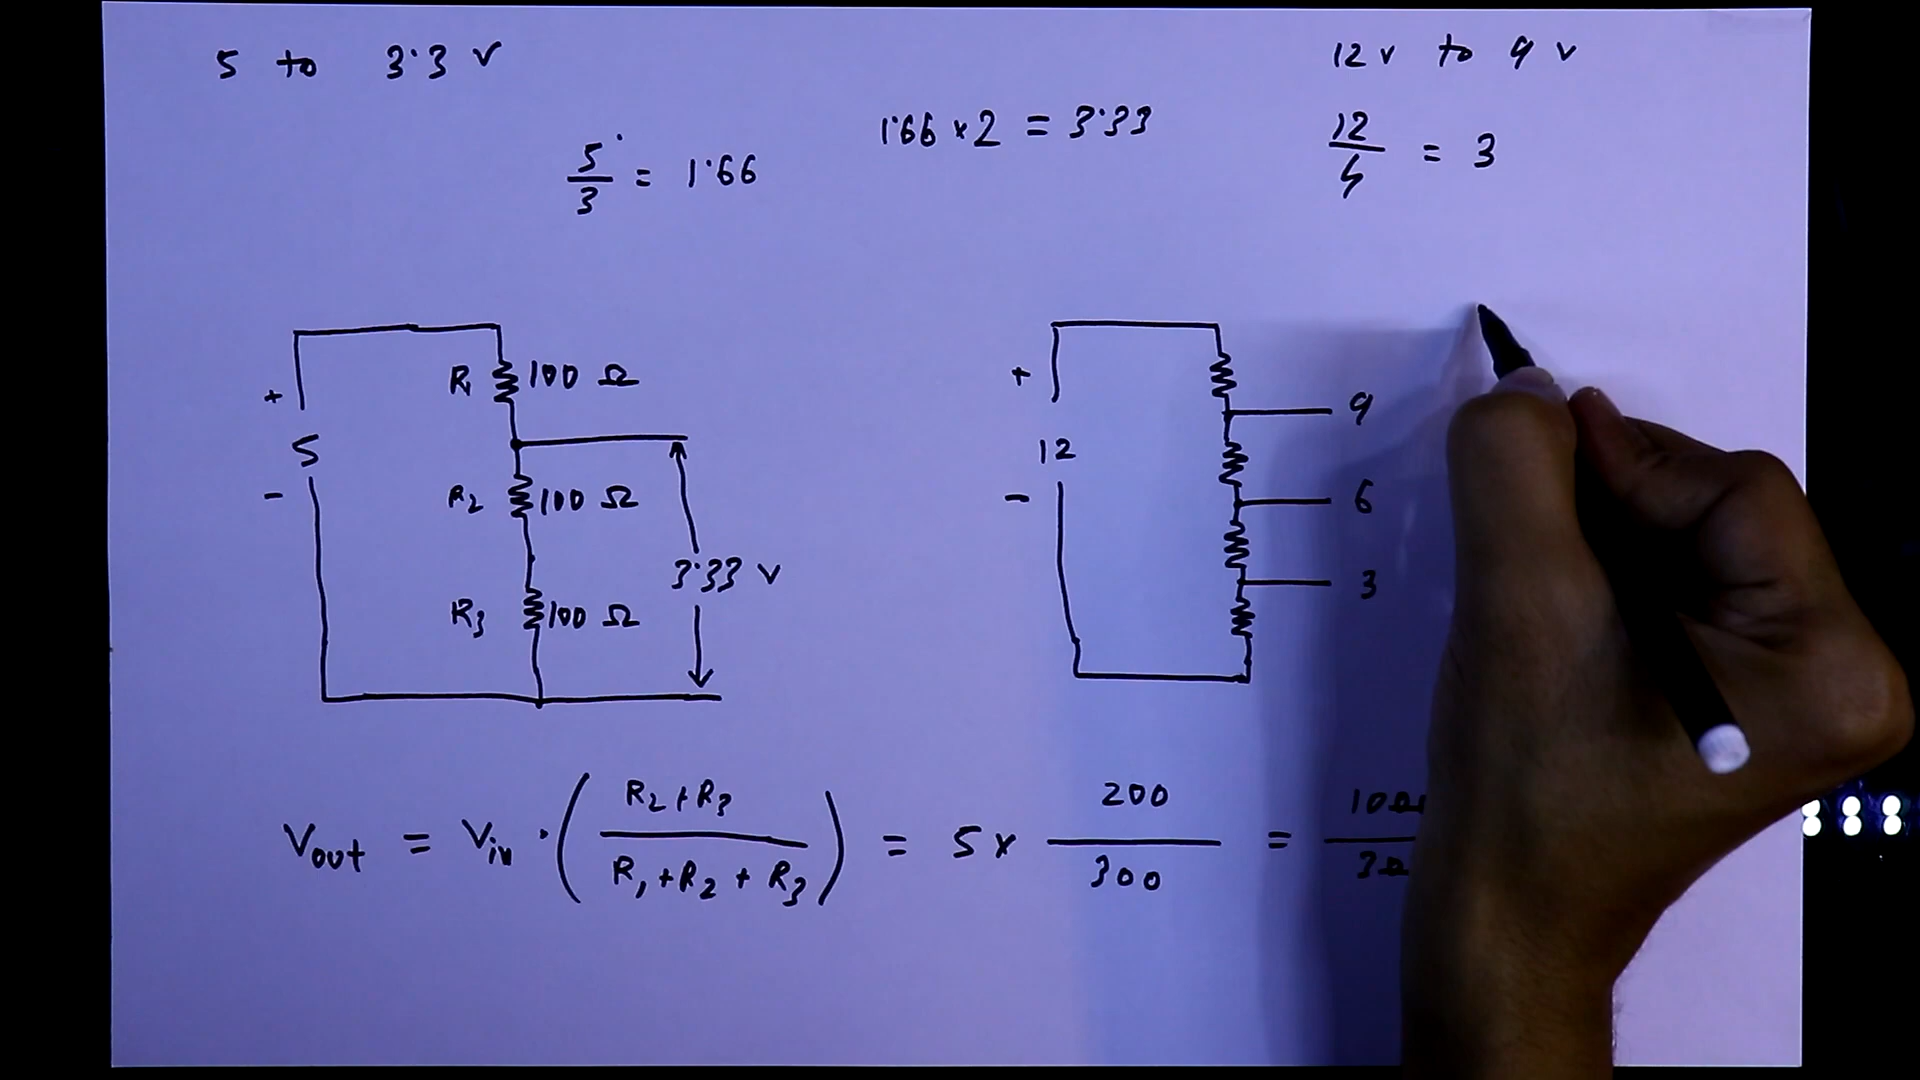 5 to 3.3 v
12 v to 9 v
5/3 = 1.66
1.66 × 2 = 3.33
12/4 = 3
R1 100 Ω
+
5
-
R2 100 Ω
3.33 v
R3 100 Ω
+
12
-
9
6
3
Vout = Vin · (R2+R3 / R1+R2+R3) = 5 × 200/300 =